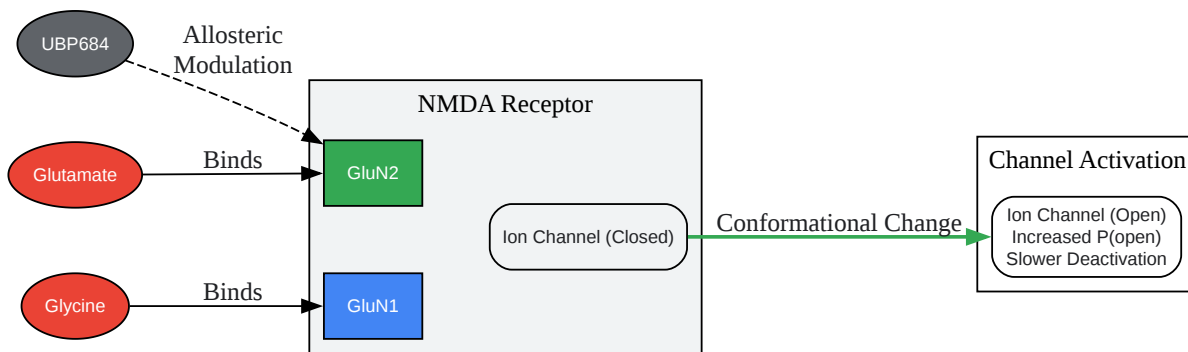 UBP684
Allosteric
Modulation
NMDA Receptor
Glutamate
Binds
GluN2
Channel Activation
Ion Channel (Closed)
Conformational Change
Ion Channel (Open)
Increased P(open)
Slower Deactivation
Glycine
Binds
GluN1